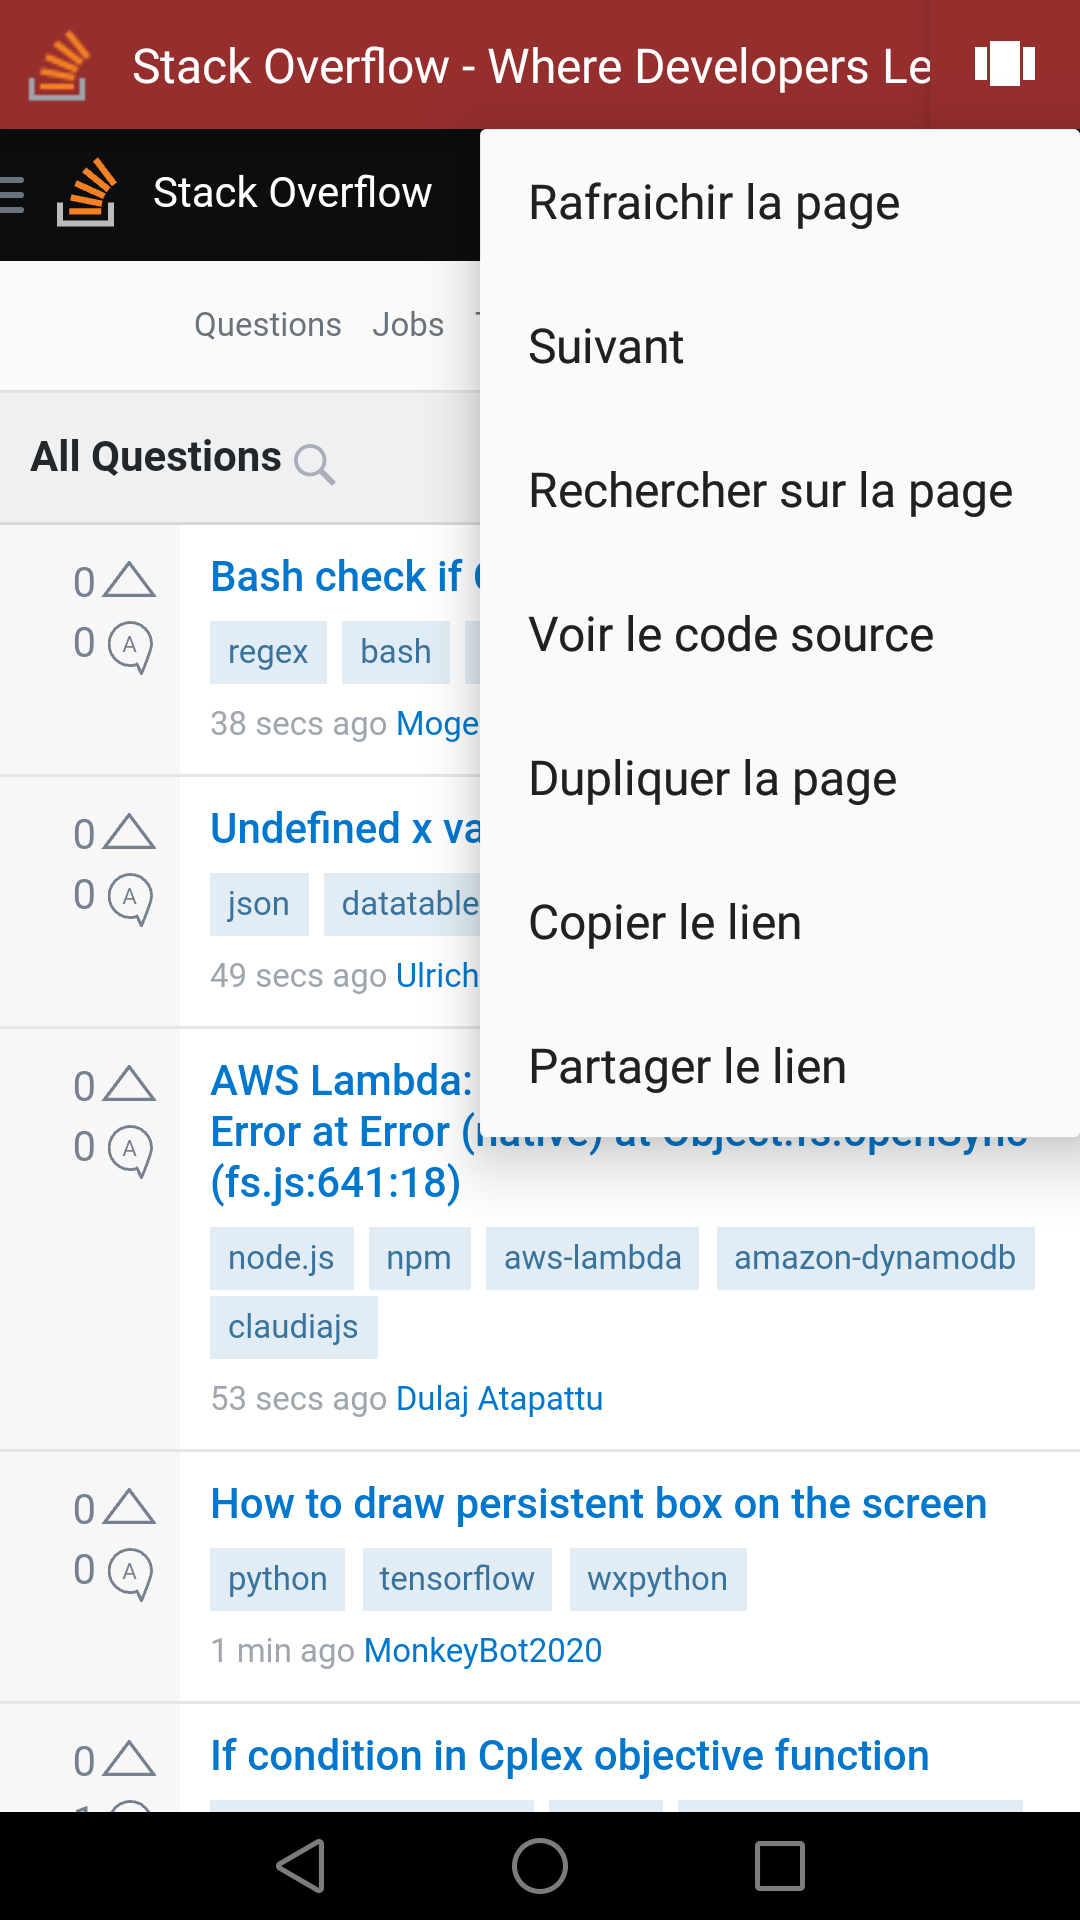 Stack Overflow - Where Developers Le
Stack Overflow
Rafraichir la page
Questions Jobs
Suivant
All Questions
Rechercher sur la page
0
Bash check if
0 A
regex bash
Voir le code source
38 secs ago Moge
Dupliquer la page
0
Undefined x va
0 A
json datatable
Copier le lien
49 secs ago Ulrich
Partager le lien
0
AWS Lambda:
0 A
Error at Error (native) at Object.fs.openSync
(fs.js:641:18)
node.js npm aws-lambda amazon-dynamodb
claudiajs
53 secs ago Dulaj Atapattu
0
How to draw persistent box on the screen
0 A
python tensorflow wxpython
1 min ago MonkeyBot2020
0
If condition in Cplex objective function